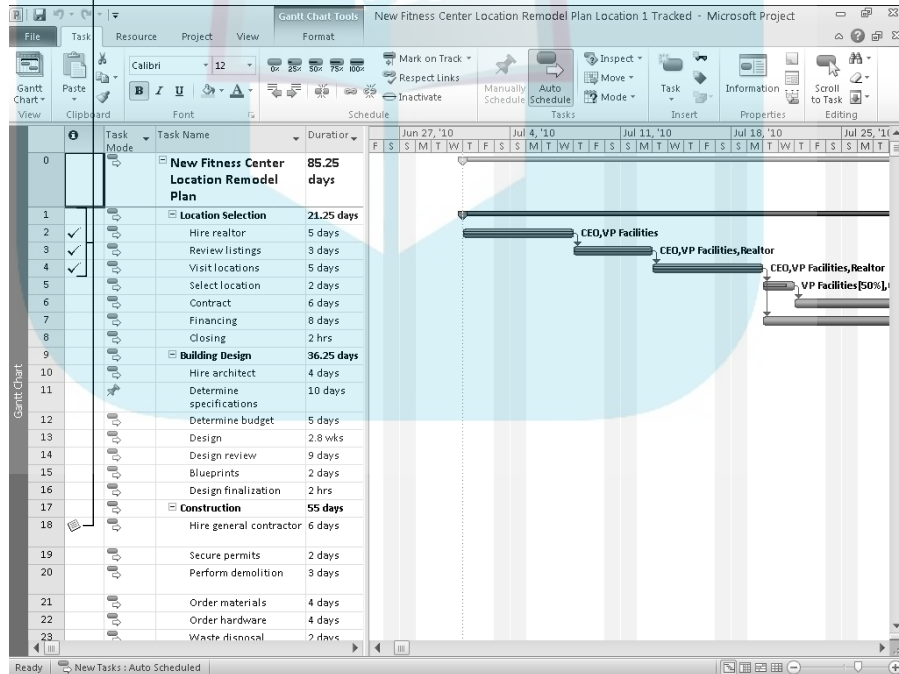 Gantt Chart Tools New Fitness Center Location Remodel Plan Location 1 Tracked - Microsoft Project
File Task Resource Project View Format
Gantt Chart
View
Paste
Clipboard
Calibri 12
B I U A
Font
0% 25% 50% 75% 100%
Mark on Track
Respect Links
Inactivate
Schedule
Manually Schedule
Auto Schedule
Inspect
Move
Mode
Tasks
Task
Insert
Information
Properties
Scroll to Task
Editing
Task Mode Task Name Duration
Jun 27, '10 Jul 4, '10 Jul 11, '10 Jul 18, '10 Jul 25, '10
F S S M T W T F S S M T W T F S S M T W T F S S M T W T F S S M T
0 New Fitness Center Location Remodel Plan 85.25 days
1 Location Selection 21.25 days
2 Hire realtor 5 days CEO,VP Facilities
3 Review listings 3 days CEO,VP Facilities,Realtor
4 Visit locations 5 days CEO,VP Facilities,Realtor
5 Select location 2 days VP Facilities[50%],
6 Contract 6 days
7 Financing 8 days
8 Closing 2 hrs
9 Building Design 36.25 days
10 Hire architect 4 days
11 Determine specifications 10 days
12 Determine budget 5 days
13 Design 2.8 wks
14 Design review 9 days
15 Blueprints 2 days
16 Design finalization 2 hrs
17 Construction 55 days
18 Hire general contractor 6 days
19 Secure permits 2 days
20 Perform demolition 3 days
21 Order materials 4 days
22 Order hardware 4 days
23 Waste disposal 2 days
Gantt Chart
Ready New Tasks : Auto Scheduled